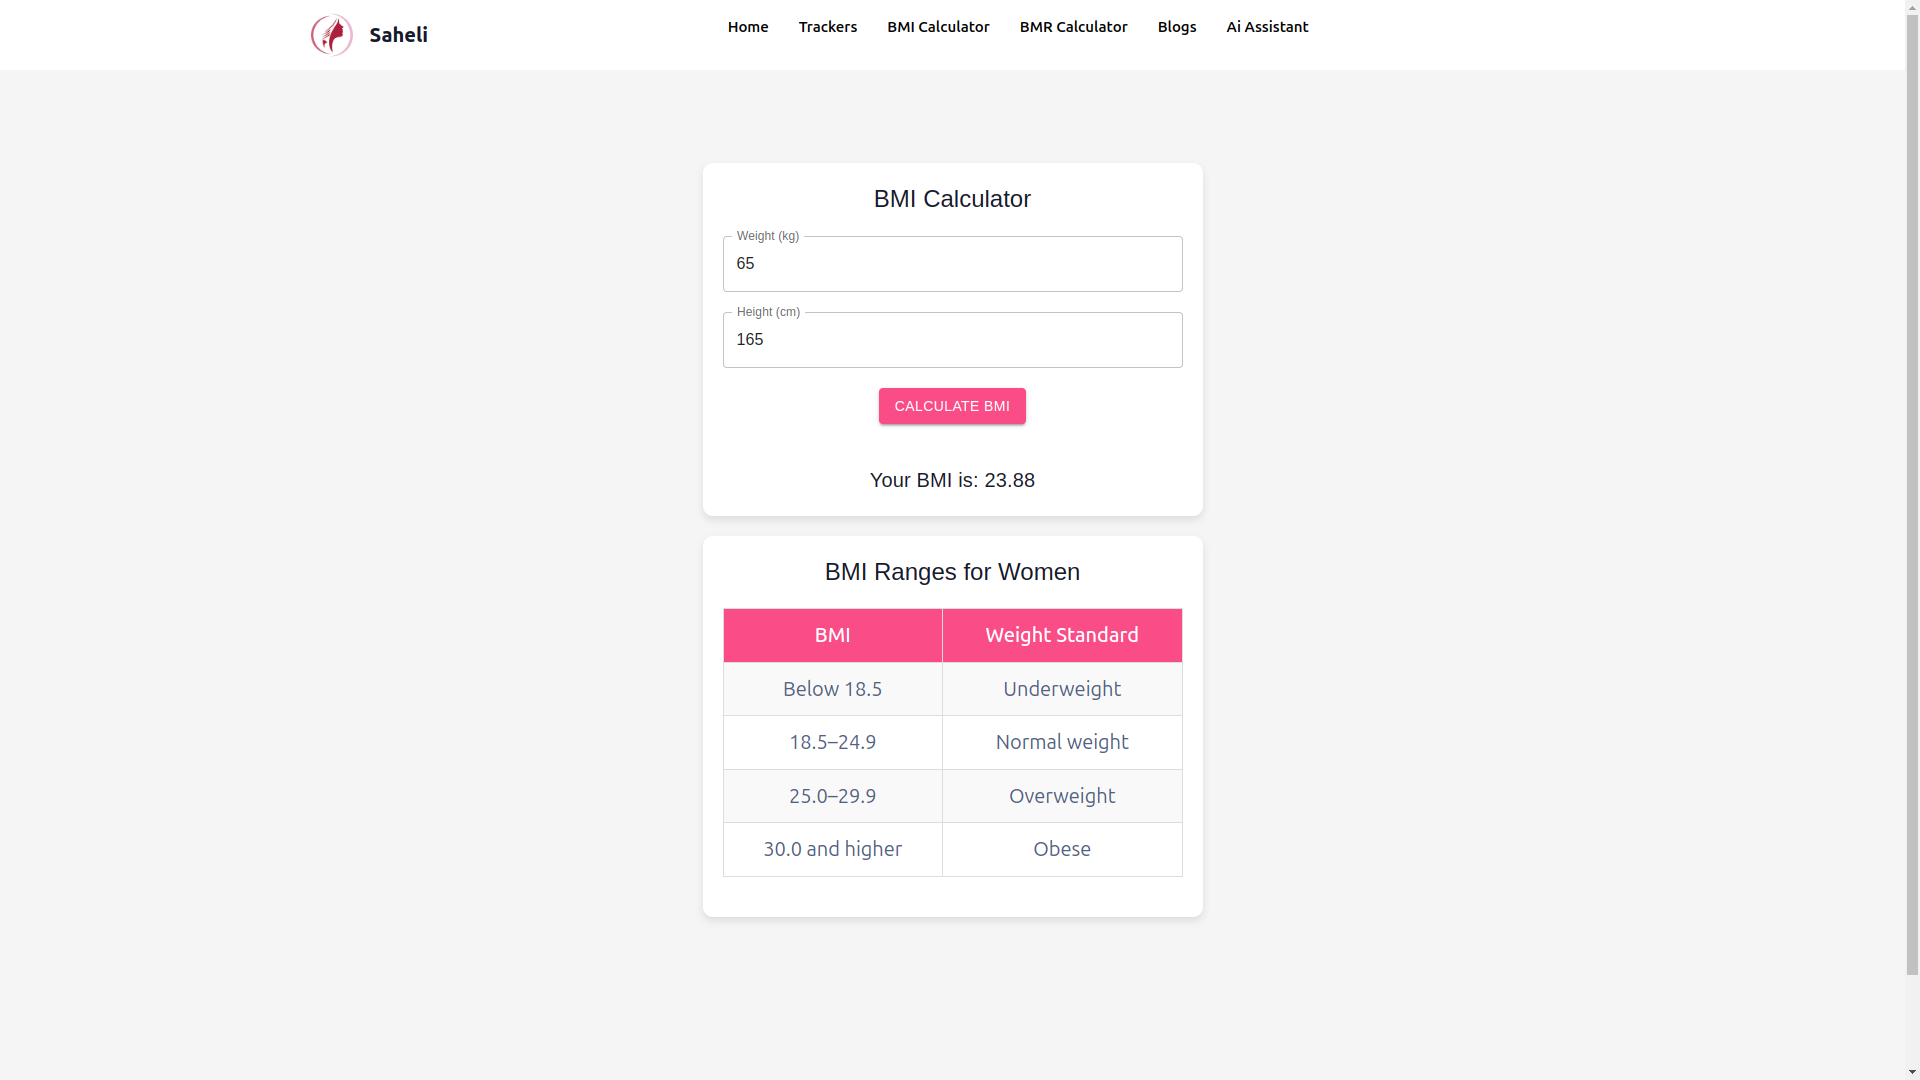 Saheli
Home Trackers BMI Calculator BMR Calculator Blogs Ai Assistant
BMI Calculator
Weight (kg)
65
Height (cm)
165
CALCULATE BMI
Your BMI is: 23.88
BMI Ranges for Women
BMI Weight Standard
Below 18.5 Underweight
18.5–24.9 Normal weight
25.0–29.9 Overweight
30.0 and higher Obese